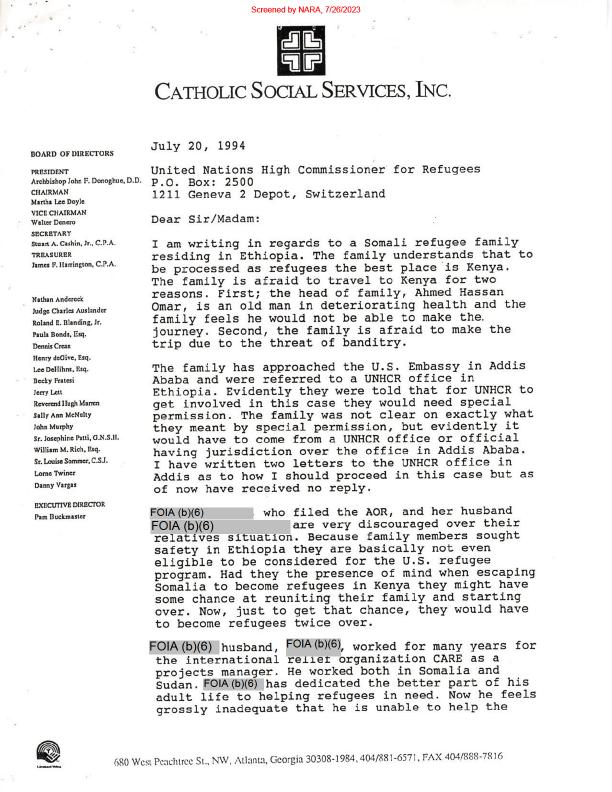 Screened by NARA, 7/26/2023
CATHOLIC SOCIAL SERVICES, INC.
BOARD OF DIRECTORS
PRESIDENT
Archbishop John F. Donoghue, D.D.
CHAIRMAN
Martha Lee Doyle
VICE CHAIRMAN
Walter Denero
SECRETARY
Stuart A. Cashin, Jr., C.P.A.
TREASURER
James F. Harrington, C.P.A.
Nathan Anderock
Judge Charles Auslander
Roland E. Blanding, Jr.
Paula Bonds, Esq.
Dennis Crean
Henry deGive, Esq.
Lee DeHihns, Esq.
Becky Fratesi
Jerry Lett
Reverend Hugh Marren
Sally Ann McNulty
John Murphy
Sr. Josephine Patti, G.N.S.H.
William M. Rich, Esq.
Sr. Louise Sommer, C.S.J.
Lorne Twiner
Danny Vargas
EXECUTIVE DIRECTOR
Pam Buckmaster
July 20, 1994
United Nations High Commissioner for Refugees
P.O. Box: 2500
1211 Geneva 2 Depot, Switzerland
Dear Sir/Madam:
I am writing in regards to a Somali refugee family
residing in Ethiopia. The family understands that to
be processed as refugees the best place is Kenya.
The family is afraid to travel to Kenya for two
reasons. First; the head of family, Ahmed Hassan
Omar, is an old man in deteriorating health and the
family feels he would not be able to make the.
journey. Second, the family is afraid to make the
trip due to the threat of banditry.
The family has approached the U.S. Embassy in Addis
Ababa and were referred to a UNHCR office in
Ethiopia. Evidently they were told that for UNHCR to
get involved in this case they would need special
permission. The family was not clear on exactly what
they meant by special permission, but evidently it
would have to come from a UNHCR office or official
having jurisdiction over the office in Addis Ababa.
I have written two letters to the UNHCR office in
Addis as to how I should proceed in this case but as
of now have received no reply.
FOIA (b)(6) who filed the AOR, and her husband
FOIA (b)(6) are very discouraged over their
relatives situation. Because family members sought
safety in Ethiopia they are basically not even
eligible to be considered for the U.S. refugee
program. Had they the presence of mind when escaping
Somalia to become refugees in Kenya they might have
some chance at reuniting their family and starting
over. Now, just to get that chance, they would have
to become refugees twice over.
FOIA (b)(6) husband, FOIA (b)(6), worked for many years for
the international relief organization CARE as a
projects manager. He worked both in Somalia and
Sudan. FOIA (b)(6) has dedicated the better part of his
adult life to helping refugees in need. Now he feels
grossly inadequate that he is unable to help the
680 West Peachtree St., NW, Atlanta, Georgia 30308-1984, 404/881-6571, FAX 404/888-7816